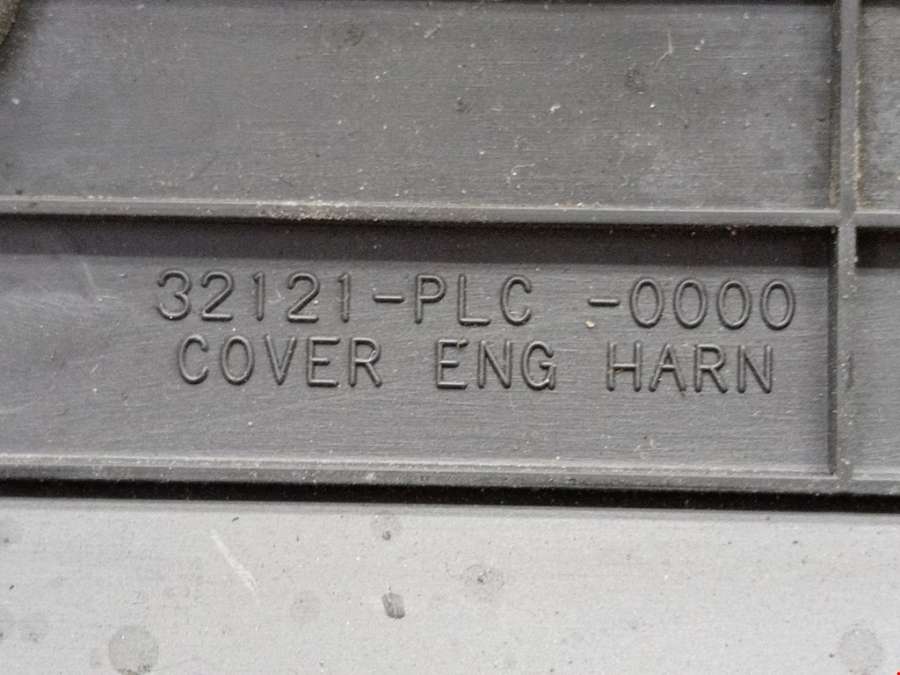 32121-PLC -0000
COVER ENG HARN